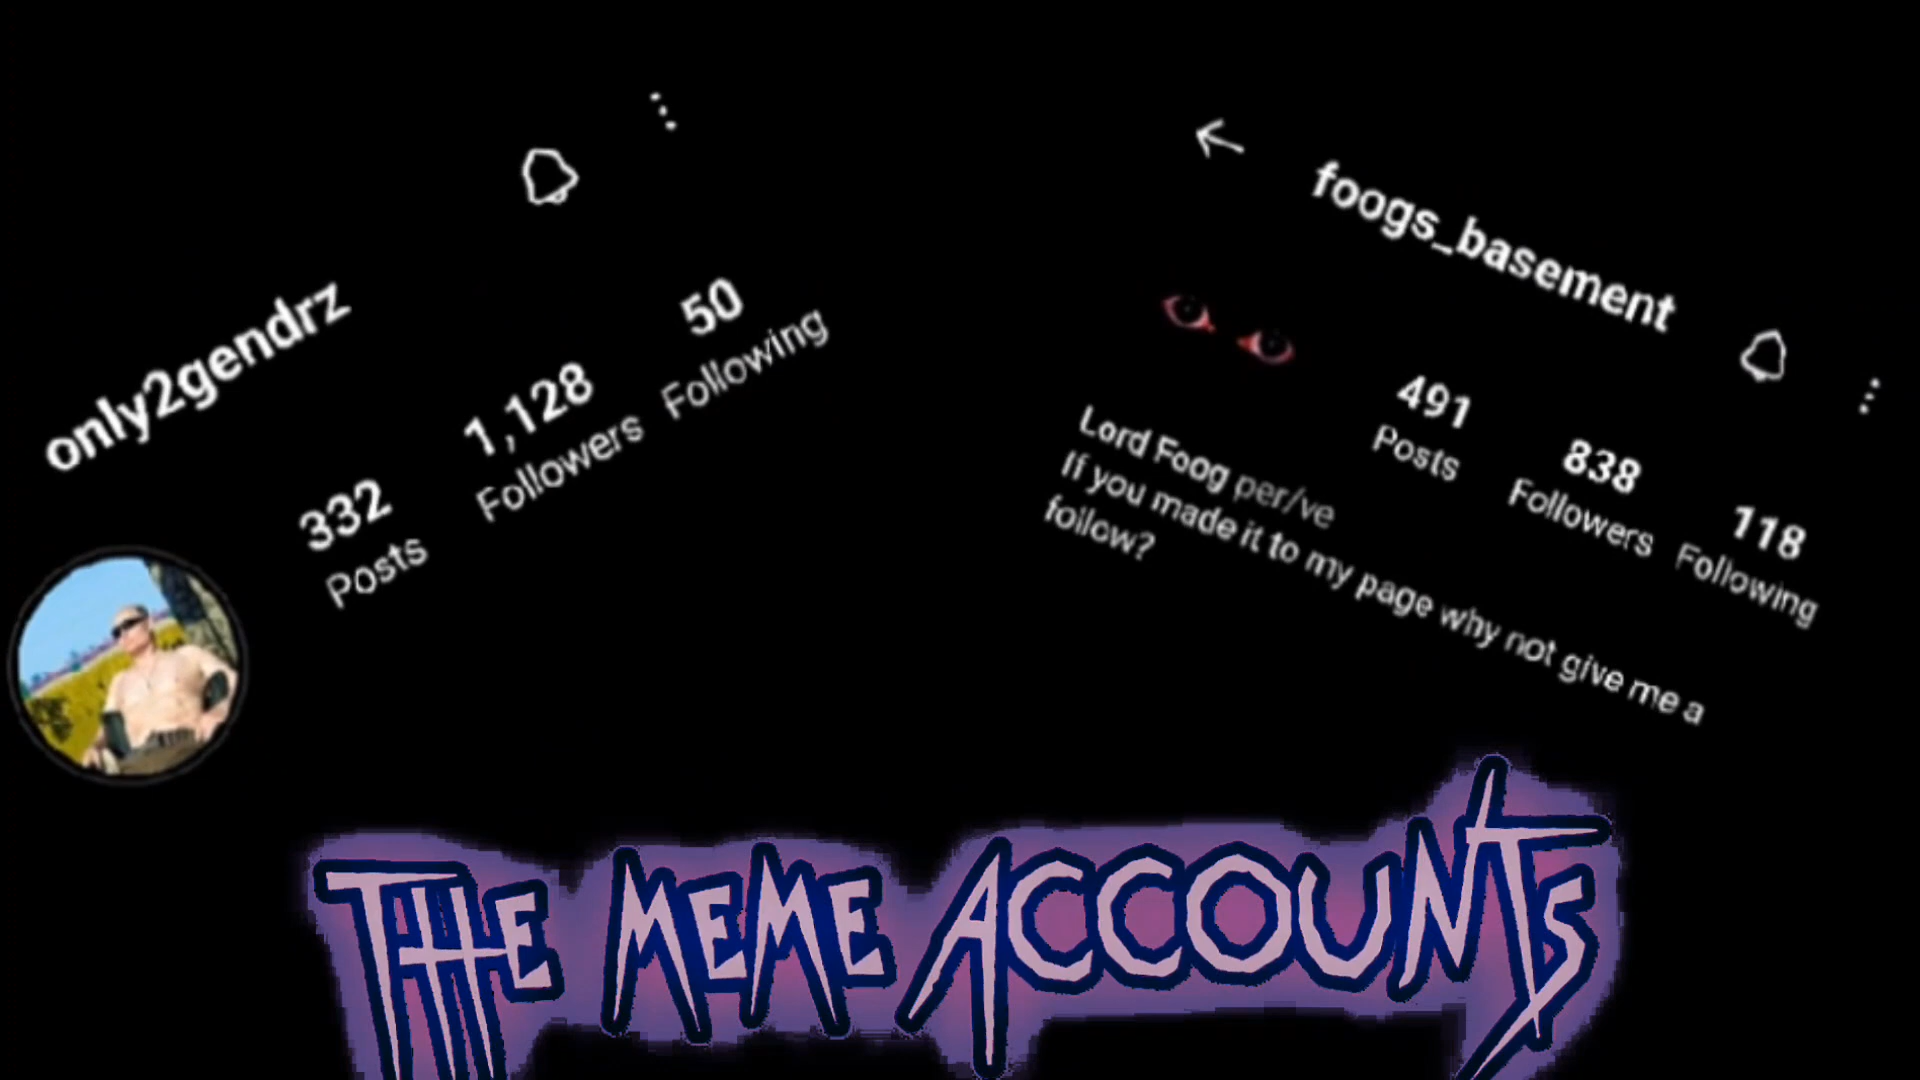 only2gendrz
332
Posts
1,128
Followers
50
Following
foogs_basement
491
Posts
838
Followers
118
Following
Lord Foog per/ve
If you made it to my page why not give me a
follow?
THE MEME ACCOUNTS